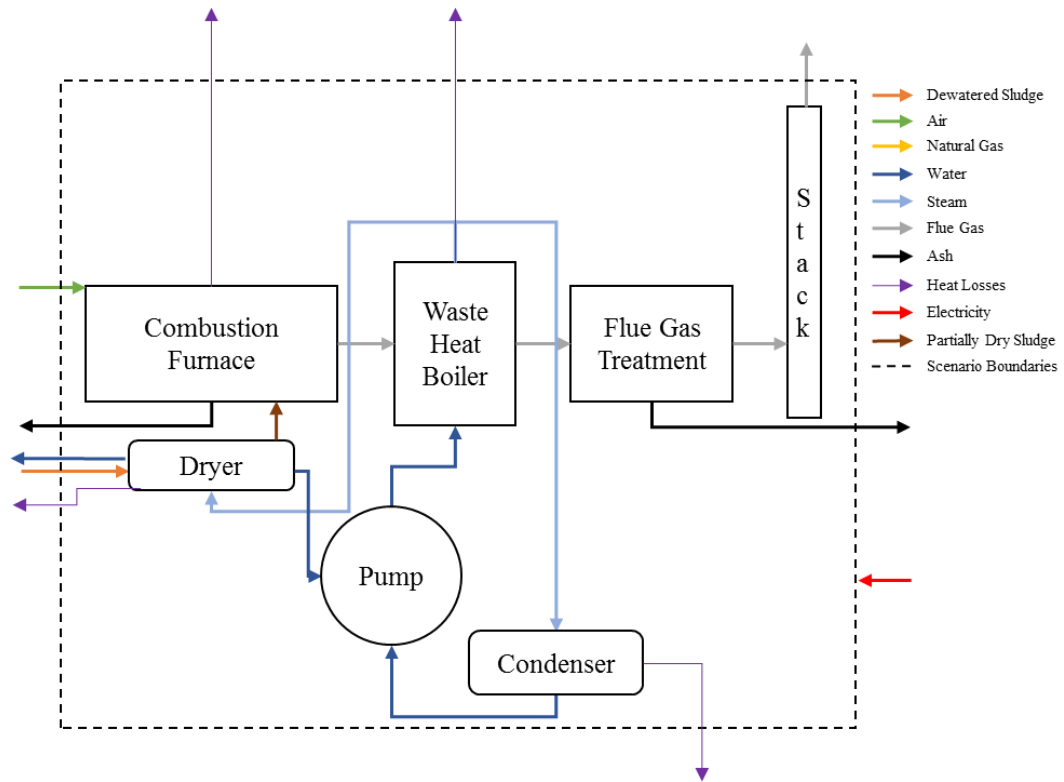 Combustion
Furnace
Waste
Heat
Boiler
Flue Gas
Treatment
Stack
Dryer
Pump
Condenser
Dewatered Sludge
Air
Natural Gas
Water
Steam
Flue Gas
Ash
Heat Losses
Electricity
Partially Dry Sludge
Scenario Boundaries